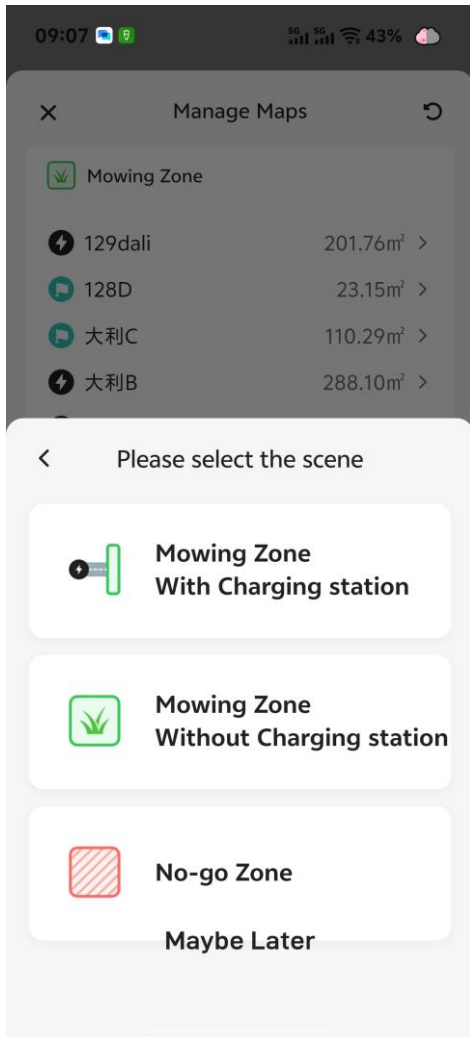 09:07
5G 5G 43%
Manage Maps
Mowing Zone
129dali 201.76㎡
128D 23.15㎡
大利C 110.29㎡
大利B 288.10㎡
Please select the scene
Mowing Zone
With Charging station
Mowing Zone
Without Charging station
No-go Zone
Maybe Later